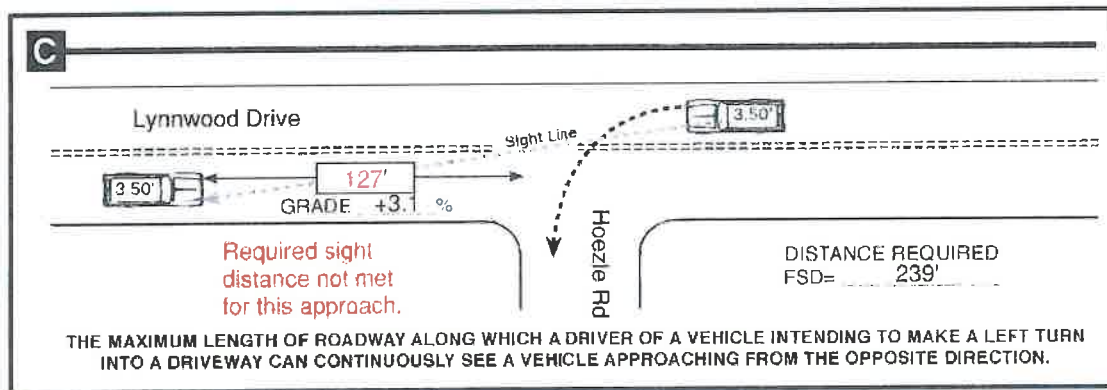 C
Lynnwood Drive
3.50'
Sight Line
3 50'
127'
GRADE +3.1 %
Hoezle Rd
Required sight
distance not met
for this approach.
DISTANCE REQUIRED
FSD= 239'
THE MAXIMUM LENGTH OF ROADWAY ALONG WHICH A DRIVER OF A VEHICLE INTENDING TO MAKE A LEFT TURN
INTO A DRIVEWAY CAN CONTINUOUSLY SEE A VEHICLE APPROACHING FROM THE OPPOSITE DIRECTION.